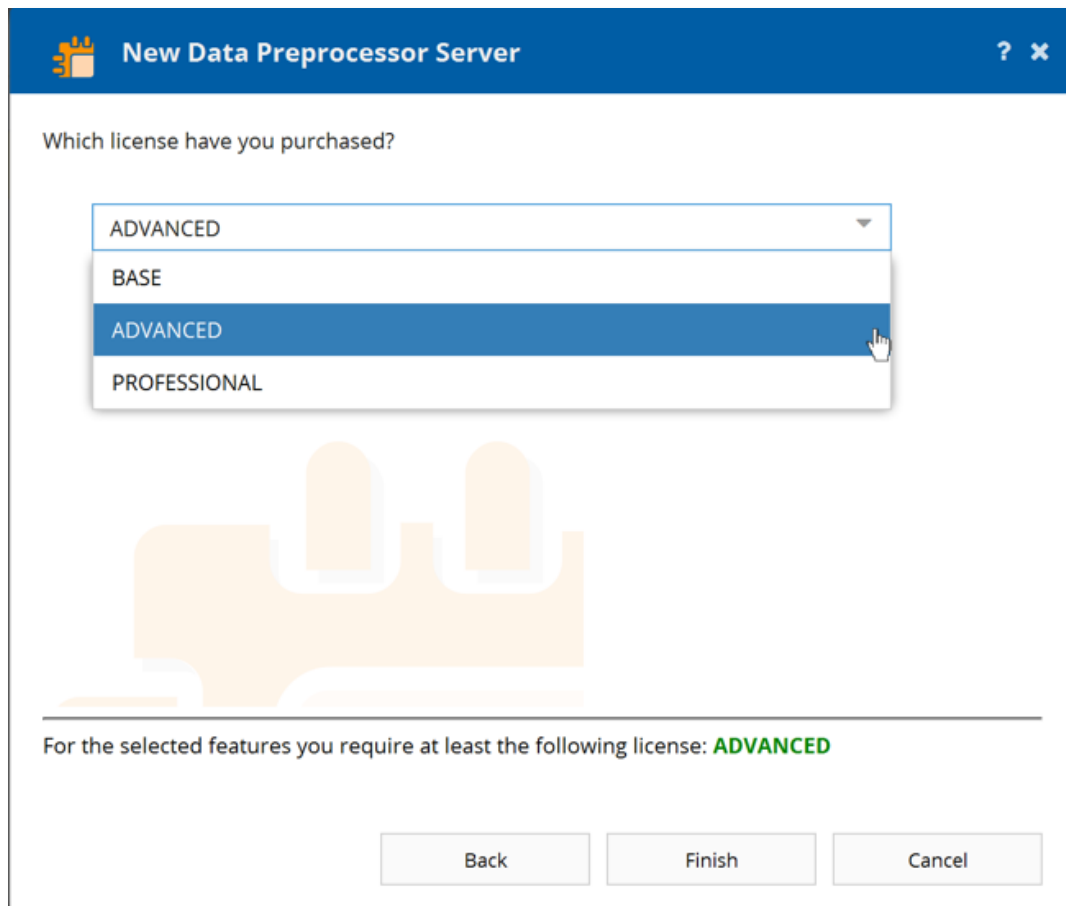 New Data Preprocessor Server
?
Which license have you purchased?
ADVANCED
BASE
ADVANCED
PROFESSIONAL
For the selected features you require at least the following license: ADVANCED
Back Finish Cancel